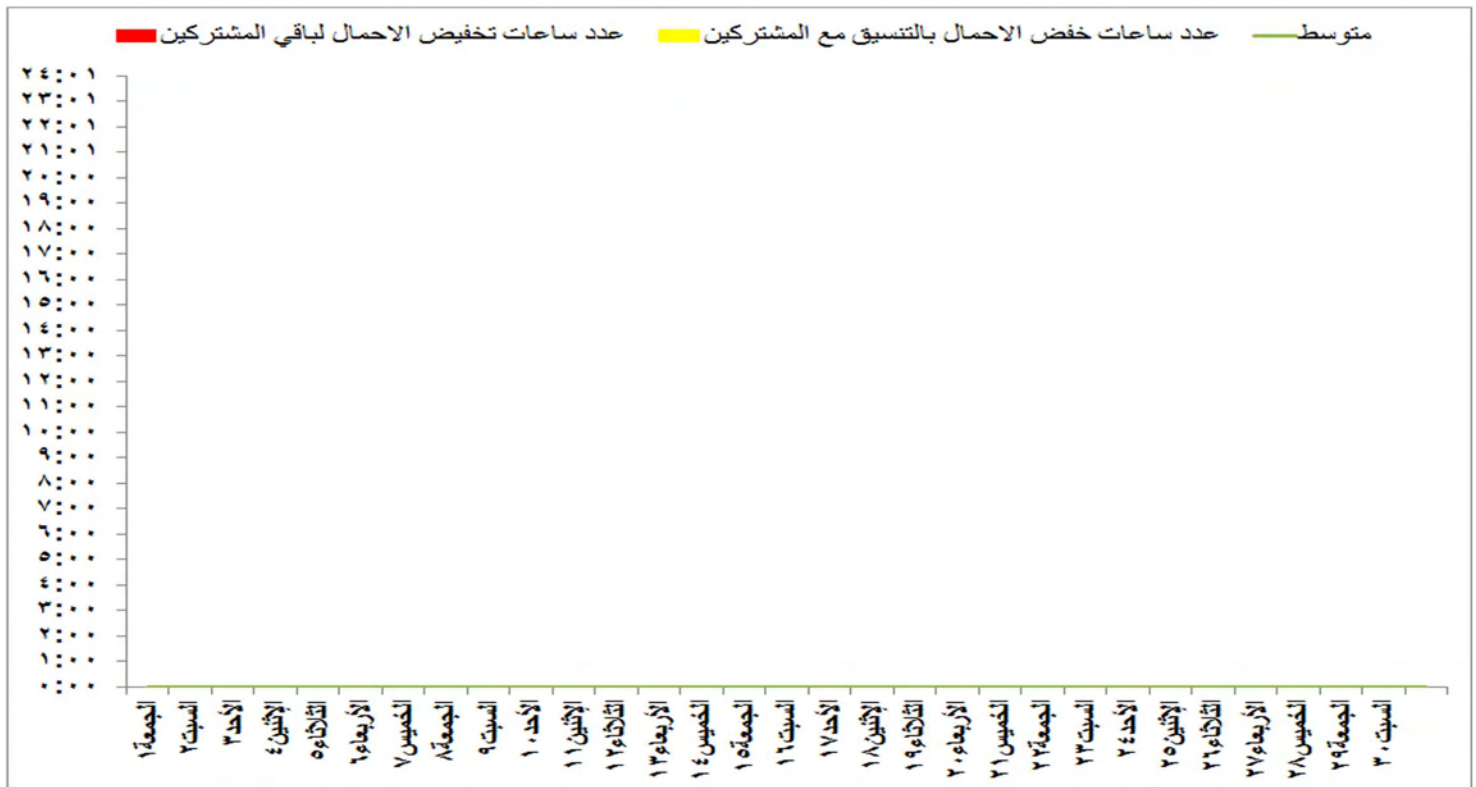 متوسط عدد ساعات خفض الاحمال بالتنسيق مع المشتركين عدد ساعات تخفيض الاحمال لباقي المشتركين
٢٤:٠١
٢٣:٠١
٢٢:٠١
٢١:٠١
٢٠:٠٠
١٩:٠٠
١٨:٠٠
١٧:٠٠
١٦:٠٠
١٥:٠٠
١٤:٠٠
١٣:٠٠
١٢:٠٠
١١:٠٠
١٠:٠٠
٩:٠٠
٨:٠٠
٧:٠٠
٦:٠٠
٥:٠٠
٤:٠٠
٣:٠٠
٢:٠٠
١:٠٠
٠:٠٠
الجمعة١
السبت٢
الأحد٣
الإثنين٤
الثلاثاء٥
الأربعاء٦
الخميس٧
الجمعة٨
السبت٩
الأحد١٠
الإثنين١١
الثلاثاء١٢
الأربعاء١٣
الخميس١٤
الجمعة١٥
السبت١٦
الأحد١٧
الإثنين١٨
الثلاثاء١٩
الأربعاء٢٠
الخميس٢١
الجمعة٢٢
السبت٢٣
الأحد٢٤
الإثنين٢٥
الثلاثاء٢٦
الأربعاء٢٧
الخميس٢٨
الجمعة٢٩
السبت٣٠